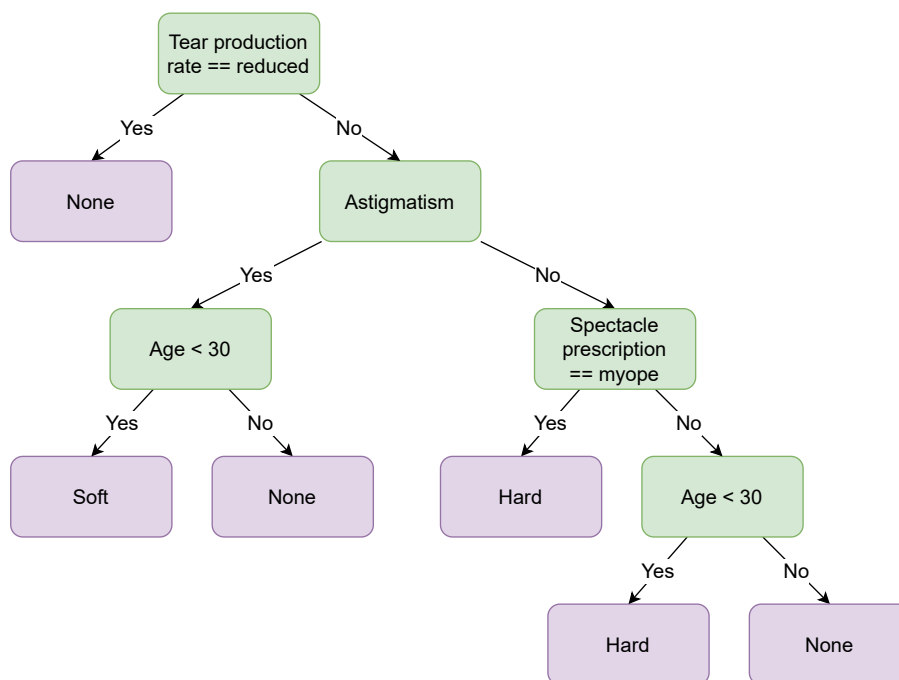 Tear production
rate == reduced
Yes
No
None
Astigmatism
Yes
No
Age < 30
Spectacle
prescription
== myope
Yes
No
Yes
No
Soft
None
Hard
Age < 30
Yes
No
Hard
None